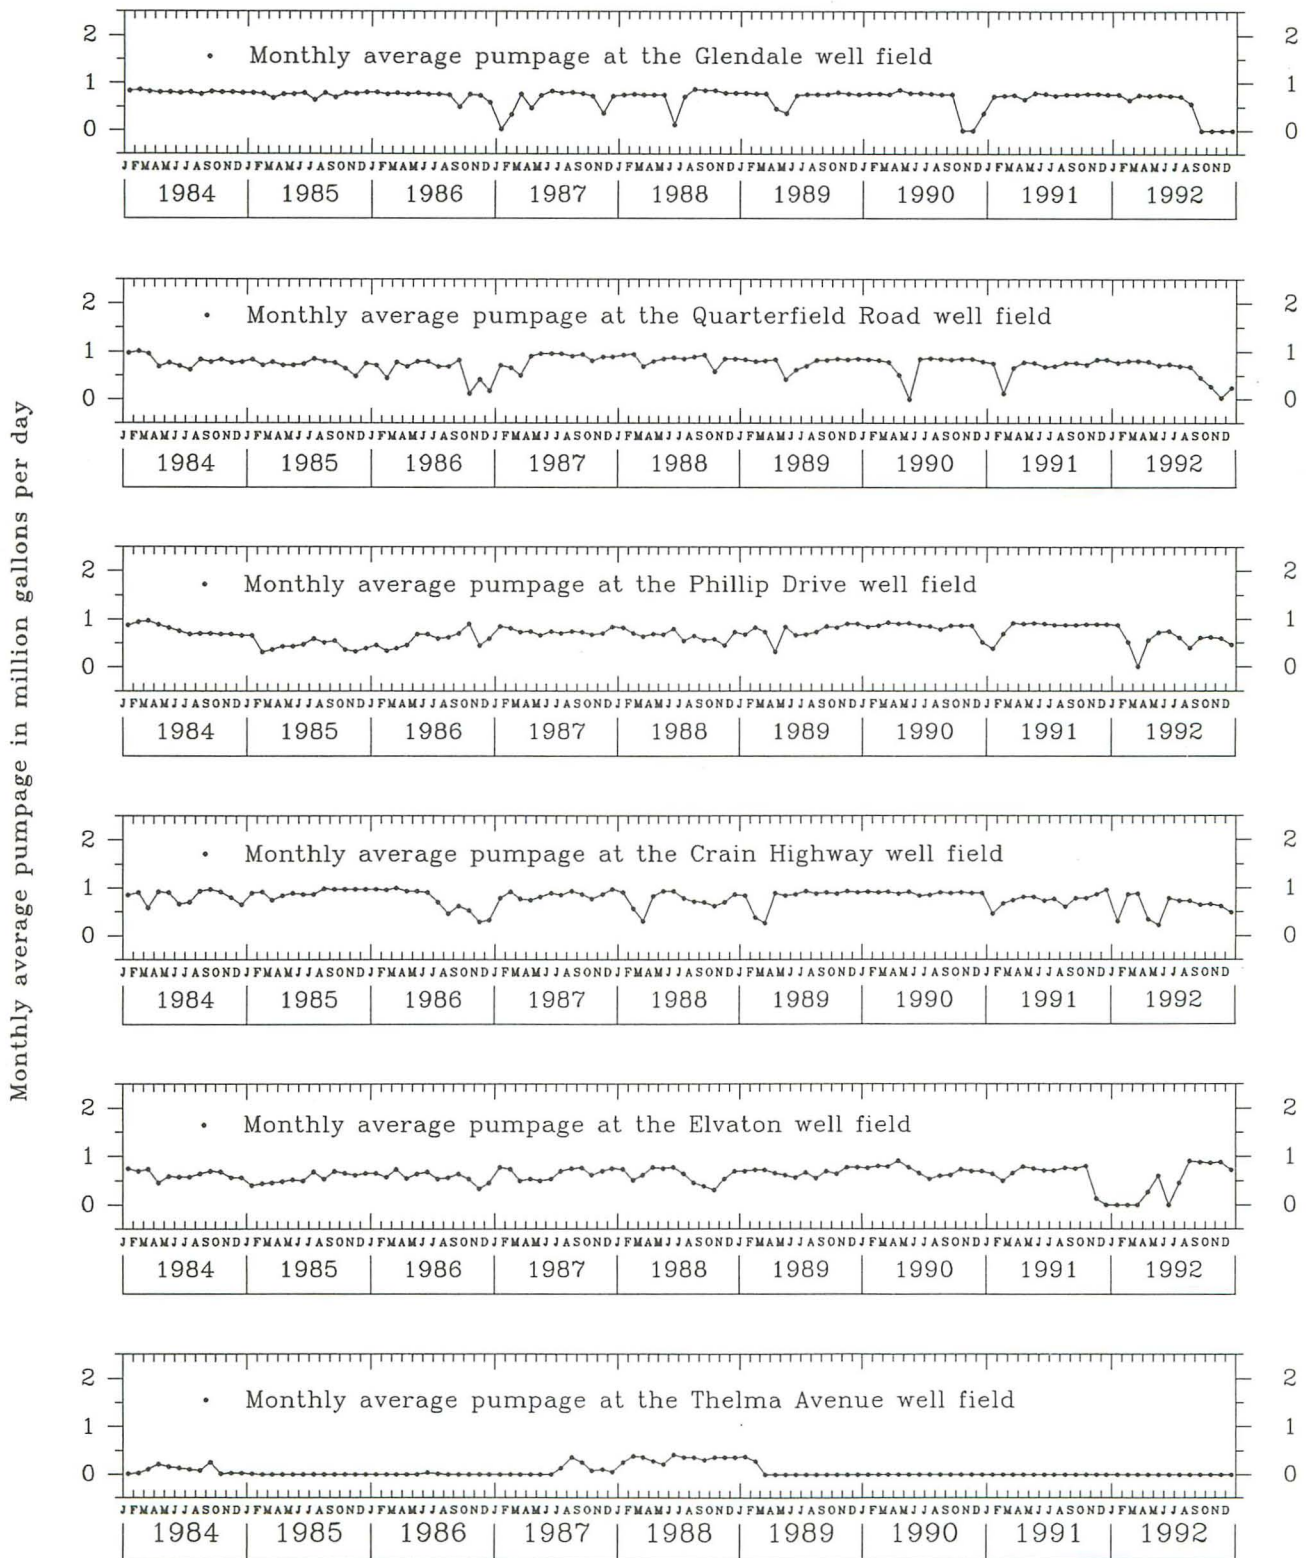 Monthly average pumpage in million gallons per day
2 2
Monthly average pumpage at the Glendale well field
1 1
0 0
J F M A M J J A S O N D J F M A M J J A S O N D J F M A M J J A S O N D J F M A M J J A S O N D J F M A M J J A S O N D J F M A M J J A S O N D J F M A M J J A S O N D J F M A M J J A S O N D J F M A M J J A S O N D
1984 1985 1986 1987 1988 1989 1990 1991 1992
2 2
Monthly average pumpage at the Quarterfield Road well field
1 1
0 0
J F M A M J J A S O N D J F M A M J J A S O N D J F M A M J J A S O N D J F M A M J J A S O N D J F M A M J J A S O N D J F M A M J J A S O N D J F M A M J J A S O N D J F M A M J J A S O N D J F M A M J J A S O N D
1984 1985 1986 1987 1988 1989 1990 1991 1992
2 2
Monthly average pumpage at the Phillip Drive well field
1 1
0 0
J F M A M J J A S O N D J F M A M J J A S O N D J F M A M J J A S O N D J F M A M J J A S O N D J F M A M J J A S O N D J F M A M J J A S O N D J F M A M J J A S O N D J F M A M J J A S O N D J F M A M J J A S O N D
1984 1985 1986 1987 1988 1989 1990 1991 1992
2 2
Monthly average pumpage at the Crain Highway well field
1 1
0 0
J F M A M J J A S O N D J F M A M J J A S O N D J F M A M J J A S O N D J F M A M J J A S O N D J F M A M J J A S O N D J F M A M J J A S O N D J F M A M J J A S O N D J F M A M J J A S O N D J F M A M J J A S O N D
1984 1985 1986 1987 1988 1989 1990 1991 1992
2 2
Monthly average pumpage at the Elvaton well field
1 1
0 0
J F M A M J J A S O N D J F M A M J J A S O N D J F M A M J J A S O N D J F M A M J J A S O N D J F M A M J J A S O N D J F M A M J J A S O N D J F M A M J J A S O N D J F M A M J J A S O N D J F M A M J J A S O N D
1984 1985 1986 1987 1988 1989 1990 1991 1992
2 2
Monthly average pumpage at the Thelma Avenue well field
1 1
0 0
J F M A M J J A S O N D J F M A M J J A S O N D J F M A M J J A S O N D J F M A M J J A S O N D J F M A M J J A S O N D J F M A M J J A S O N D J F M A M J J A S O N D J F M A M J J A S O N D J F M A M J J A S O N D
1984 1985 1986 1987 1988 1989 1990 1991 1992